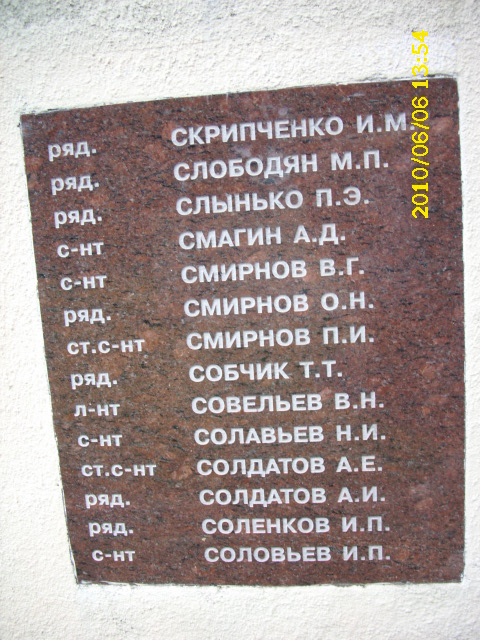 ряд. СКРИПЧЕНКО И.М.
ряд. СЛОБОДЯН М.П.
ряд. СЛЫНЬКО П.Э.
с-нт СМАГИН А.Д.
с-нт СМИРНОВ В.Г.
ряд. СМИРНОВ О.Н.
ст.с-нт СМИРНОВ П.И.
ряд. СОБЧИК Т.Т.
л-нт СОВЕЛЬЕВ В.Н.
с-нт СОЛАВЬЕВ Н.И.
ст.с-нт СОЛДАТОВ А.Е.
ряд. СОЛДАТОВ А.И.
ряд. СОЛЕНКОВ И.П.
с-нт СОЛОВЬЕВ И.П.
2010/06/06 13:54